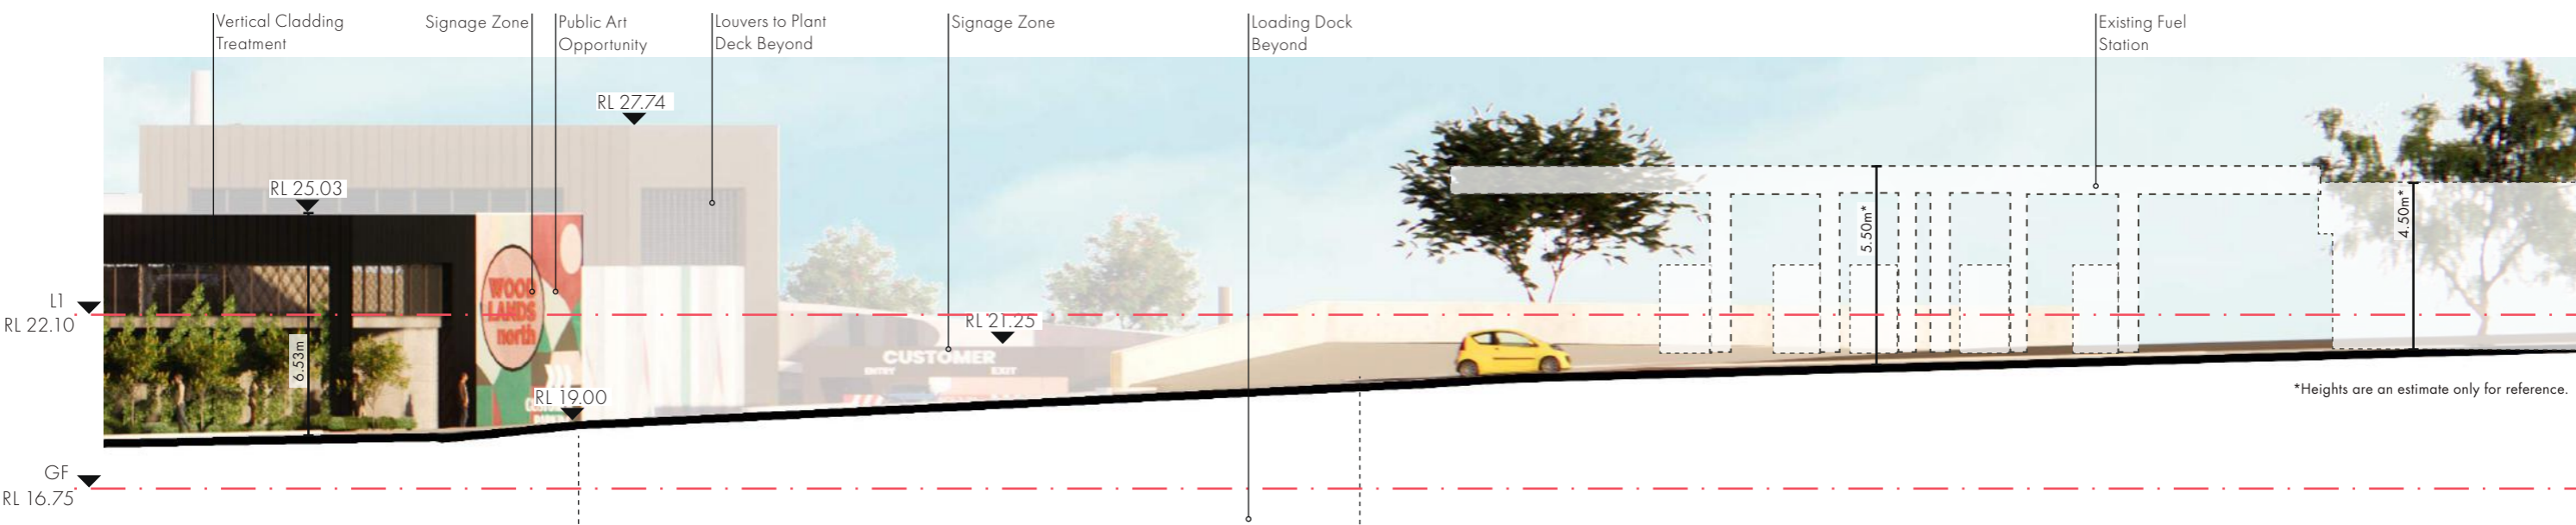 Vertical Cladding
Treatment
Signage Zone
Public Art
Opportunity
Louvers to Plant
Deck Beyond
Signage Zone
Loading Dock
Beyond
Existing Fuel
Station
RL 27.74
RL 25.03
5.50m*
4.50m*
WOOD
LANDS
north
L1
RL 22.10
RL 21.25
6.53m
CUSTOMER
ENTRY
EXIT
RL 19.00
*Heights are an estimate only for reference.
GF
RL 16.75